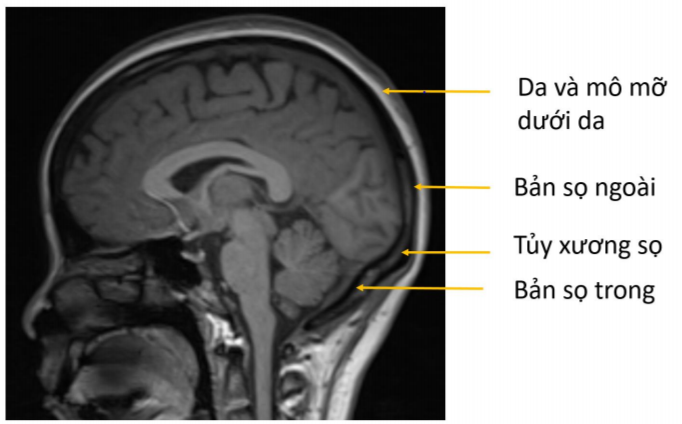 Da và mô mỡ
dưới da
Bản sọ ngoài
Tủy xương sọ
Bản sọ trong